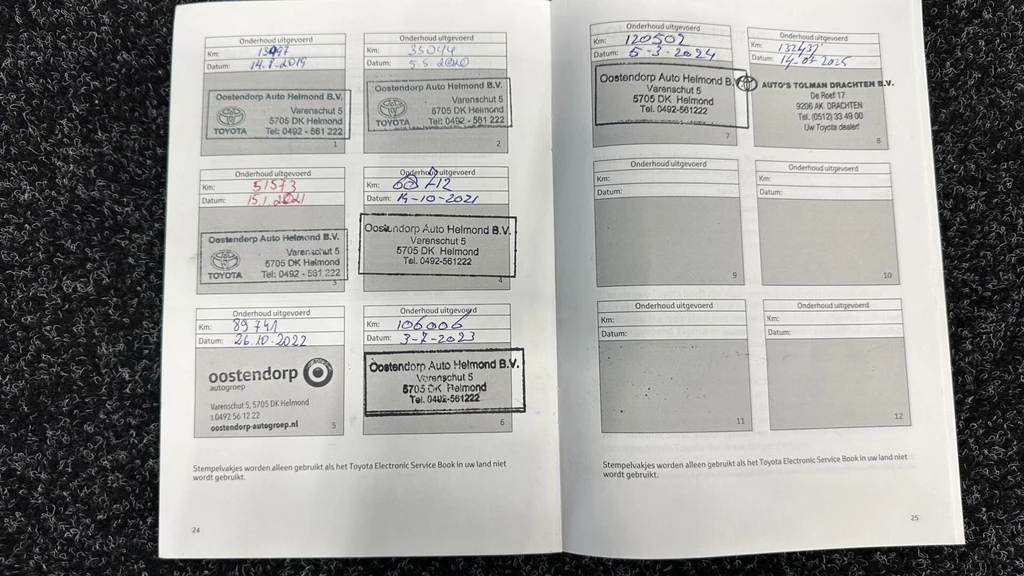 Onderhoud uitgevoerd
Km: 13497
Datum: 14.8.2019
Oostendorp Auto Helmond B.V.
Varenschut 5
5705 DK Helmond
TOYOTA Tel: 0492 - 561 222
1
Onderhoud uitgevoerd
Km: 35044
Datum: 5 5 2020
Oostendorp Auto Helmond B.V.
Varenschut 5
5705 DK Helmond
TOYOTA Tel: 0492 - 561 222
2
Onderhoud uitgevoerd
Km: 51573
Datum: 15.1.2021
Oostendorp Auto Helmond B.V.
Varenschut 5
5705 DK Helmond
TOYOTA Tel: 0492 - 561 222
3
Onderhoud uitgevoerd
Km:
Datum: 14-10-2021
Oostendorp Auto Helmond B.V.
Varenschut 5
5705 DK Helmond
Tel. 0492-561222
4
Onderhoud uitgevoerd
Km: 89741
Datum: 26.10.2022
oostendorp
autogroep
Varenschut 5, 5705 DK Helmond
t 0492 56 12 22
oostendorp-autogroep.nl
5
Onderhoud uitgevoerd
Km: 106006
Datum: 3-7-2023
Oostendorp Auto Helmond B.V.
Varenschut 5
5705 DK Helmond
Tel. 0492-561222
6
Stempelvakjes worden alleen gebruikt als het Toyota Electronic Service Book in uw land niet
wordt gebruikt.
24
Onderhoud uitgevoerd
Km: 120502
Datum: 5-3-2024
Oostendorp Auto Helmond B.V.
Varenschut 5
5705 DK Helmond
Tel. 0492-561222
7
Onderhoud uitgevoerd
Km: 132437
Datum: 14-07-2025
AUTO'S TOLMAN DRACHTEN B.V.
De Roef 17
9206 AK DRACHTEN
Tel. (0512) 33 49 00
Uw Toyota dealer!
8
Onderhoud uitgevoerd
Km:
Datum:
9
Onderhoud uitgevoerd
Km:
Datum:
10
Onderhoud uitgevoerd
Km:
Datum:
11
Onderhoud uitgevoerd
Km:
Datum:
12
Stempelvakjes worden alleen gebruikt als het Toyota Electronic Service Book in uw land niet
wordt gebruikt.
25